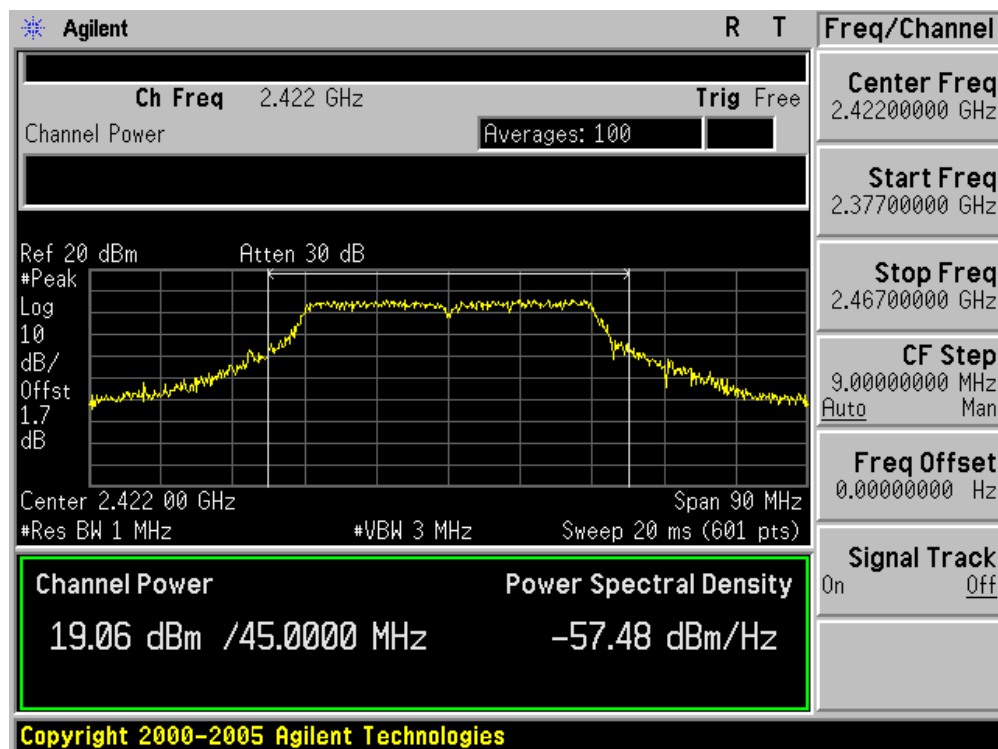 Agilent R T
Freq/Channel
Ch Freq 2.422 GHz Trig Free
Channel Power Averages: 100
Ref 20 dBm Atten 30 dB
#Peak
Log
10
dB/
Offst
1.7
dB
Center 2.422 00 GHz Span 90 MHz
#Res BW 1 MHz #VBW 3 MHz Sweep 20 ms (601 pts)
Channel Power Power Spectral Density
19.06 dBm /45.0000 MHz -57.48 dBm/Hz
Center Freq
2.42200000 GHz
Start Freq
2.37700000 GHz
Stop Freq
2.46700000 GHz
CF Step
9.00000000 MHz
Auto Man
Freq Offset
0.00000000 Hz
Signal Track
On Off
Copyright 2000-2005 Agilent Technologies